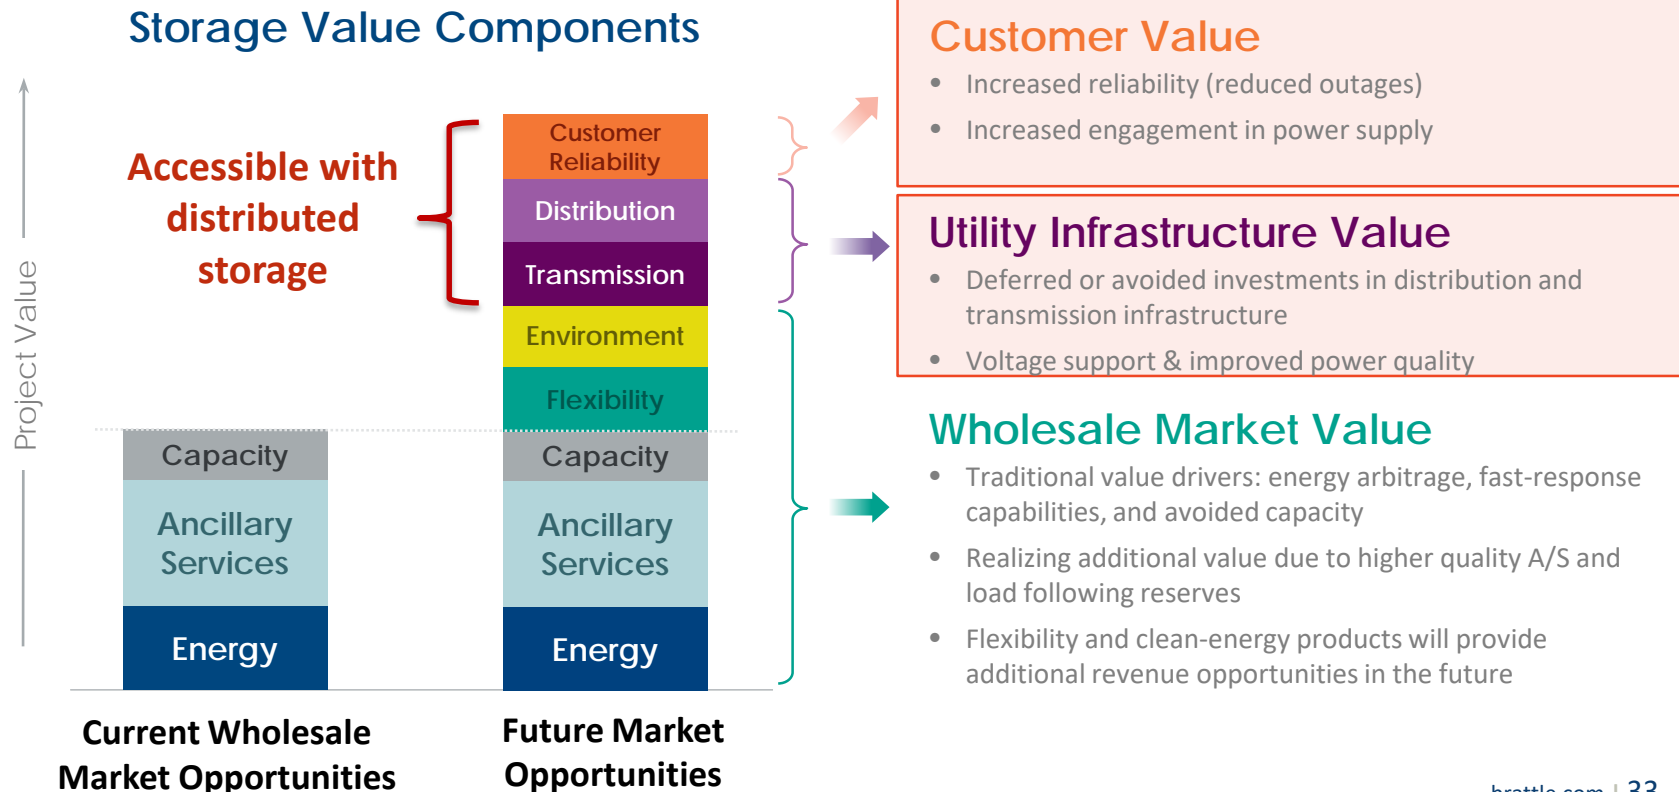 Storage Value Components
Project Value
Accessible with
distributed
storage
Capacity
Ancillary
Services
Energy
Current Wholesale
Market Opportunities
Customer
Reliability
Distribution
Transmission
Environment
Flexibility
Capacity
Ancillary
Services
Energy
Future Market
Opportunities
Customer Value
• Increased reliability (reduced outages)
• Increased engagement in power supply
Utility Infrastructure Value
• Deferred or avoided investments in distribution and
transmission infrastructure
• Voltage support & improved power quality
Wholesale Market Value
• Traditional value drivers: energy arbitrage, fast-response
capabilities, and avoided capacity
• Realizing additional value due to higher quality A/S and
load following reserves
• Flexibility and clean-energy products will provide
additional revenue opportunities in the future
brattle.com | 33